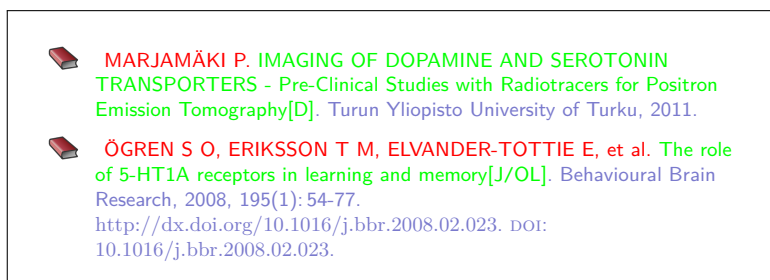 MARJAMÄKI P. IMAGING OF DOPAMINE AND SEROTONIN
TRANSPORTERS - Pre-Clinical Studies with Radiotracers for Positron
Emission Tomography[D]. Turun Yliopisto University of Turku, 2011.
ÖGREN S O, ERIKSSON T M, ELVANDER-TOTTIE E, et al. The role
of 5-HT1A receptors in learning and memory[J/OL]. Behavioural Brain
Research, 2008, 195(1): 54-77.
http://dx.doi.org/10.1016/j.bbr.2008.02.023. DOI:
10.1016/j.bbr.2008.02.023.